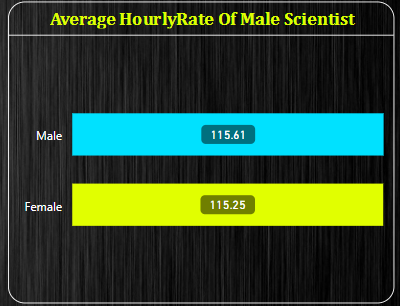 Average HourlyRate Of Male Scientist
Male
115.61
Female
115.25